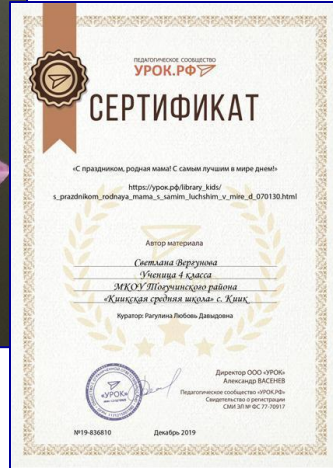 ПЕДАГОГИЧЕСКОЕ СООБЩЕСТВО
УРОК.РФ
СЕРТИФИКАТ
«С праздником, родная мама! С самым лучшим в мире днем!»
https://урок.рф/library_kids/
s_prazdnikom_rodnaya_mama_s_samim_luchshim_v_mire_d_070130.html
Автор материала
Светлана Вергунова
Ученица 4 класса
МКОУ Тогучинского района
«Киикская средняя школа» с. Киик
Куратор: Рагулина Любовь Давыдовна
Директор ООО «УРОК»
Александр ВАСЕНЕВ
Педагогическое сообщество «УРОК.РФ»
Свидетельство о регистрации
СМИ ЭЛ № ФС 77-70917
«УРОК»
№19-836810
Декабрь 2019